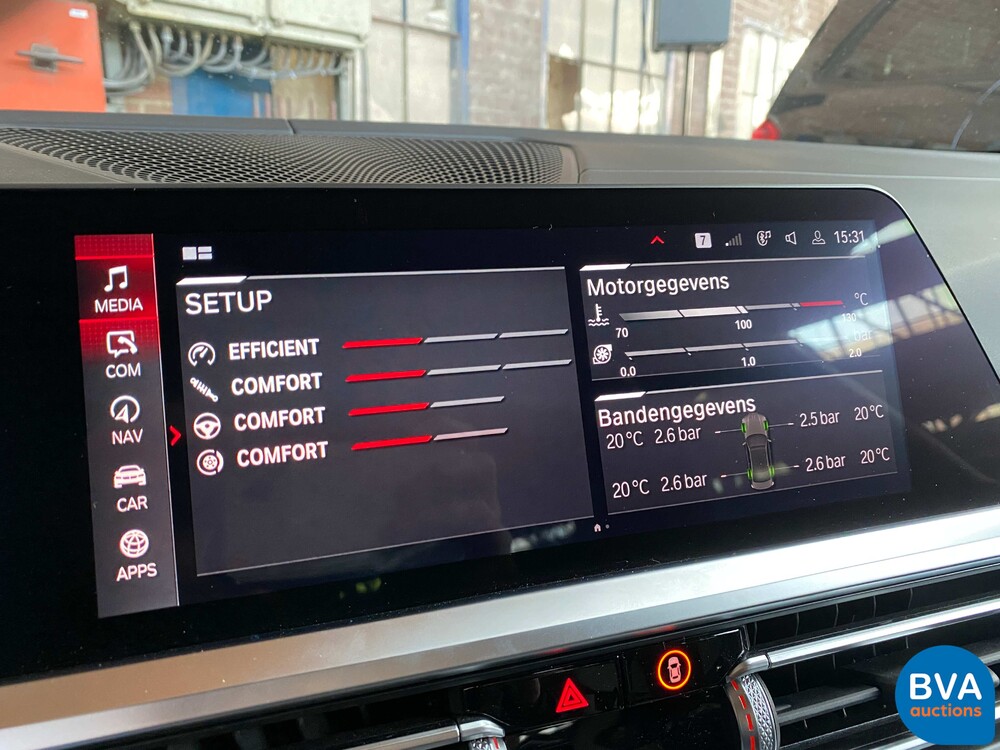 7 15:31
MEDIA
COM
NAV
CAR
APPS
SETUP
EFFICIENT
COMFORT
COMFORT
COMFORT
Motorgegevens
°C
70 100 130
bar
0.0 1.0 2.0
Bandengegevens
20°C 2.6 bar 2.5 bar 20°C
20°C 2.6 bar 2.6 bar 20°C
BVA
auctions